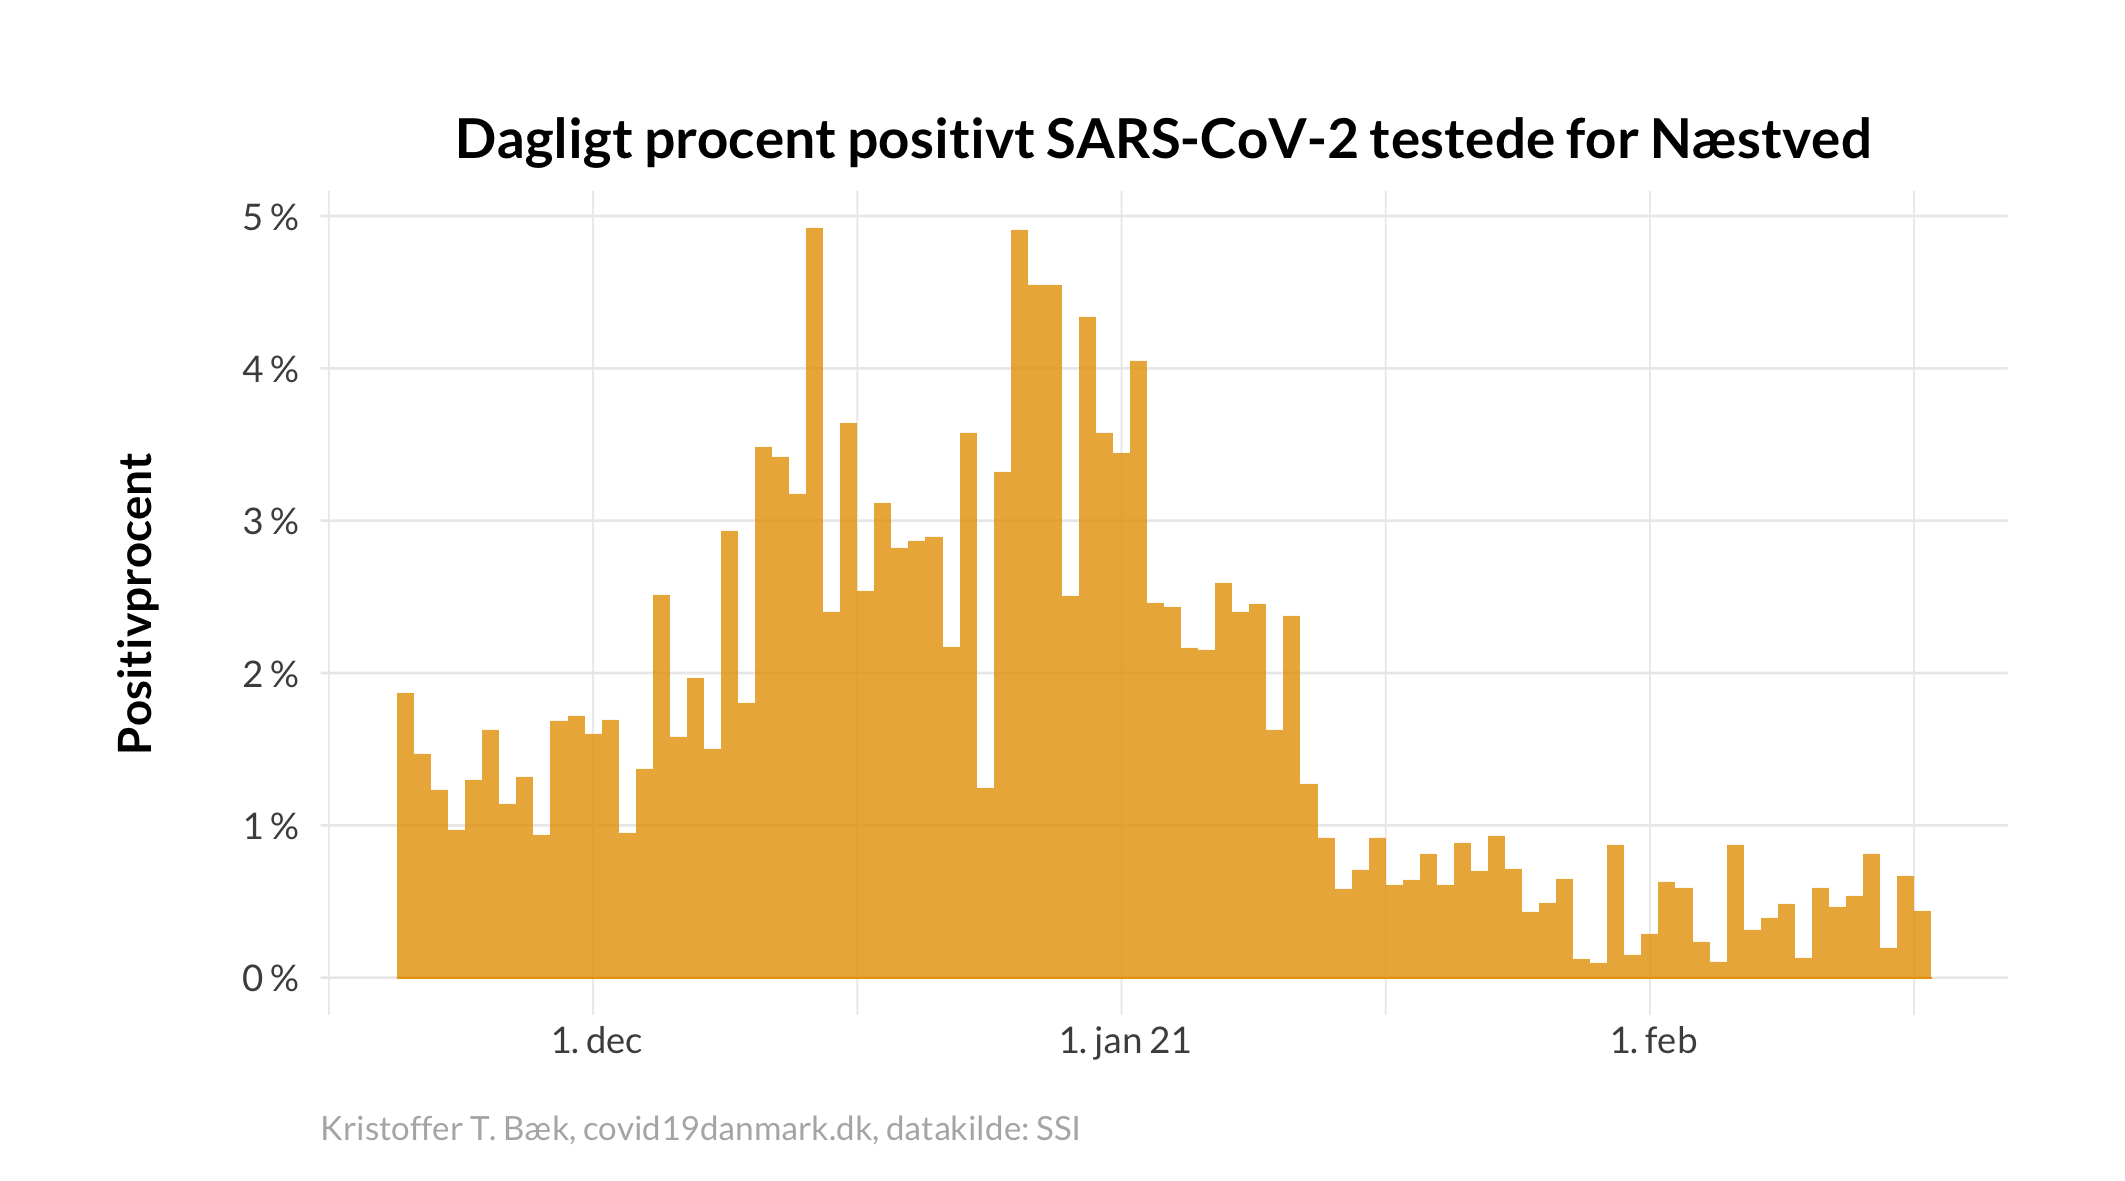 Dagligt procent positivt SARS-CoV-2 testede for Næstved
Positivprocent
5 %
4 %
3 %
2 %
1 %
0 %
1. dec
1. jan 21
1. feb
Kristoffer T. Bæk, covid19danmark.dk, datakilde: SSI